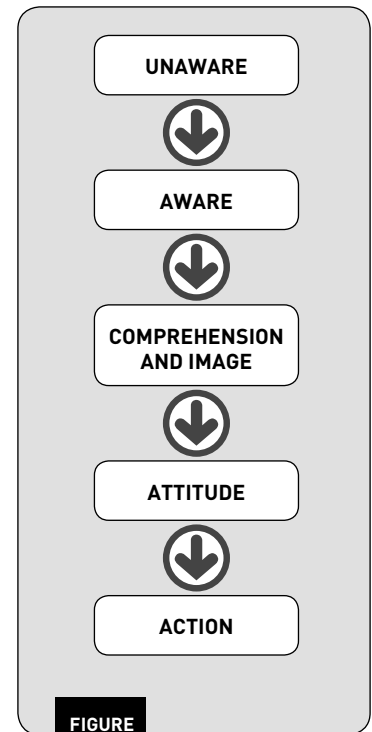 UNAWARE
AWARE
COMPREHENSION
AND IMAGE
ATTITUDE
ACTION
FIGURE